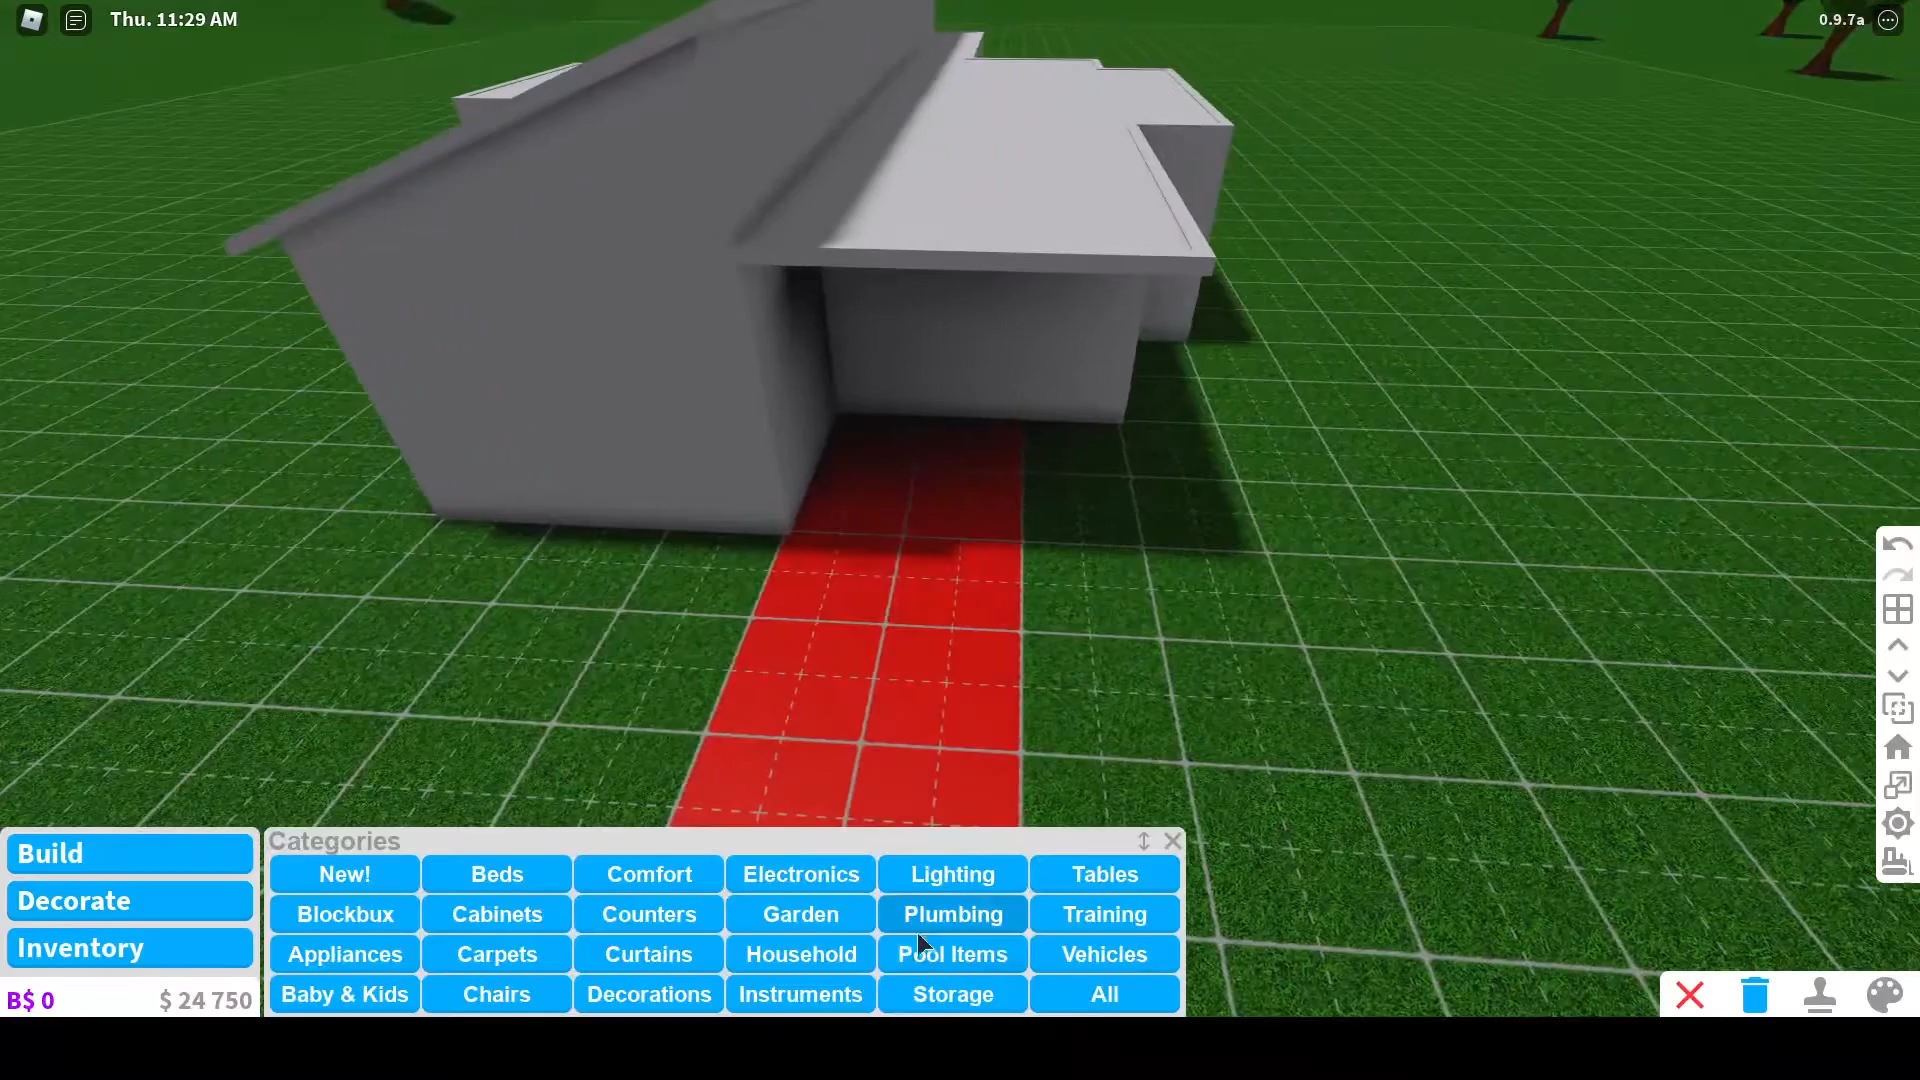 Thu. 11:29 AM
0.9.7a
Build
Decorate
Inventory
B$ 0
$ 24 750
Categories
New!
Beds
Comfort
Electronics
Lighting
Tables
Blockbux
Cabinets
Counters
Garden
Plumbing
Training
Appliances
Carpets
Curtains
Household
Pool Items
Vehicles
Baby & Kids
Chairs
Decorations
Instruments
Storage
All